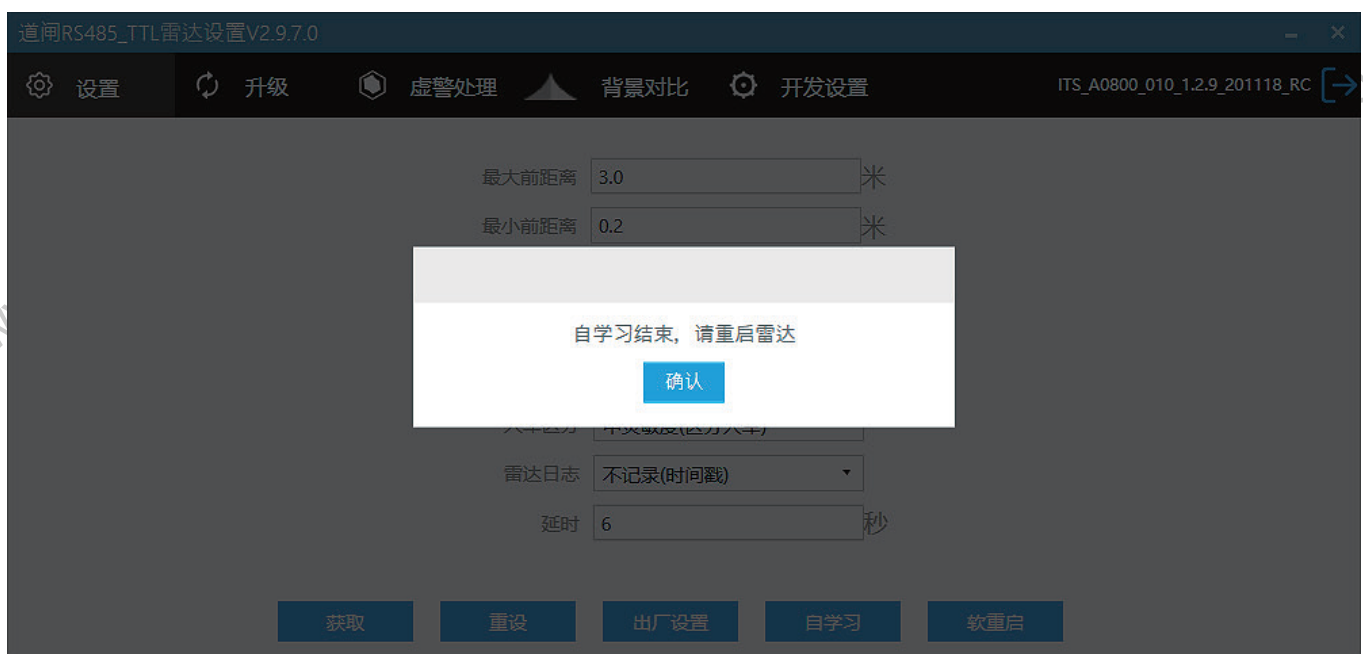 道闸RS485_TTL雷达设置V2.9.7.0
设置 升级 虚警处理 背景对比 开发设置 ITS_A0800_010_1.2.9_201118_RC
最大前距离 3.0 米
最小前距离 0.2 米
自学习结束，请重启雷达
确认
雷达日志 不记录(时间戳)
延时 6 秒
获取 重设 出厂设置 自学习 软重启